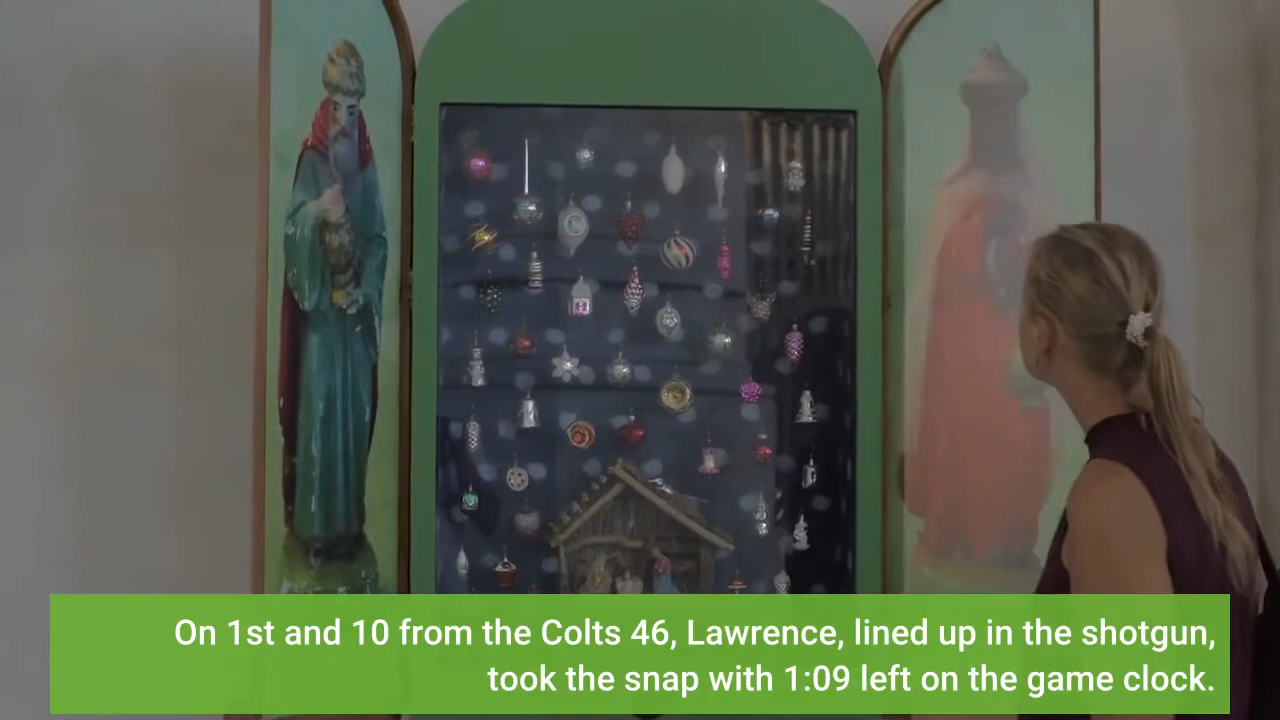 On 1st and 10 from the Colts 46, Lawrence, lined up in the shotgun,
took the snap with 1:09 left on the game clock.